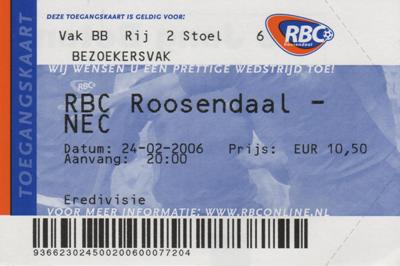 DEZE TOEGANGSKAART IS GELDIG VOOR:
Vak BB Rij 2 Stoel 6
BEZOEKERSVAK
WIJ WENSEN U EEN PRETTIGE WEDSTRIJD TOE!
RBC
roosendaal
TOEGANGSKAART
RBC Roosendaal -
NEC
Datum: 24-02-2006 Prijs: EUR 10,50
Aanvang: 20:00
Eredivisie
VOOR MEER INFORMATIE: WWW.RBCONLINE.NL
936623024500200600077204